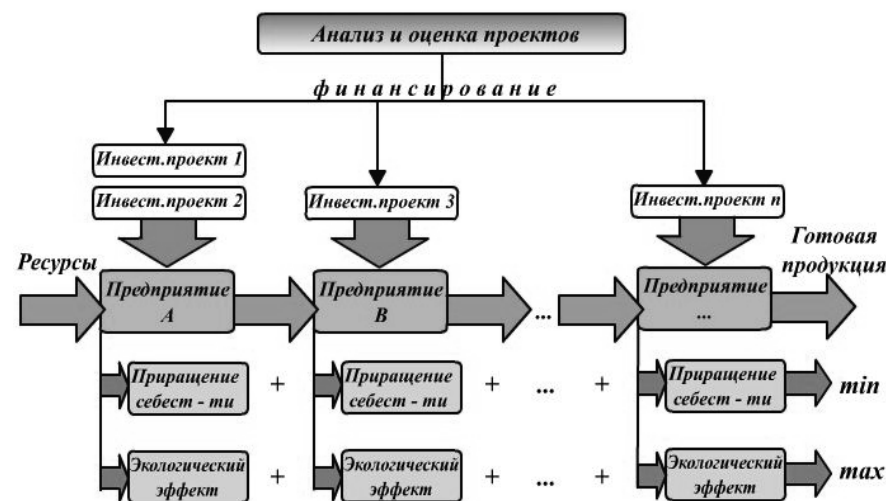 Анализ и оценка проектов
финансирование
Инвест.проект 1
Инвест.проект 2
Инвест.проект 3
Инвест.проект n
Ресурсы
Готовая
продукция
Предприятие
А
Предприятие
В
...
Предприятие
...
Приращение
себест - ти
+
Приращение
себест - ти
+ ... +
Приращение
себест - ти
min
Экологический
эффект
+
Экологический
эффект
+ ... +
Экологический
эффект
max